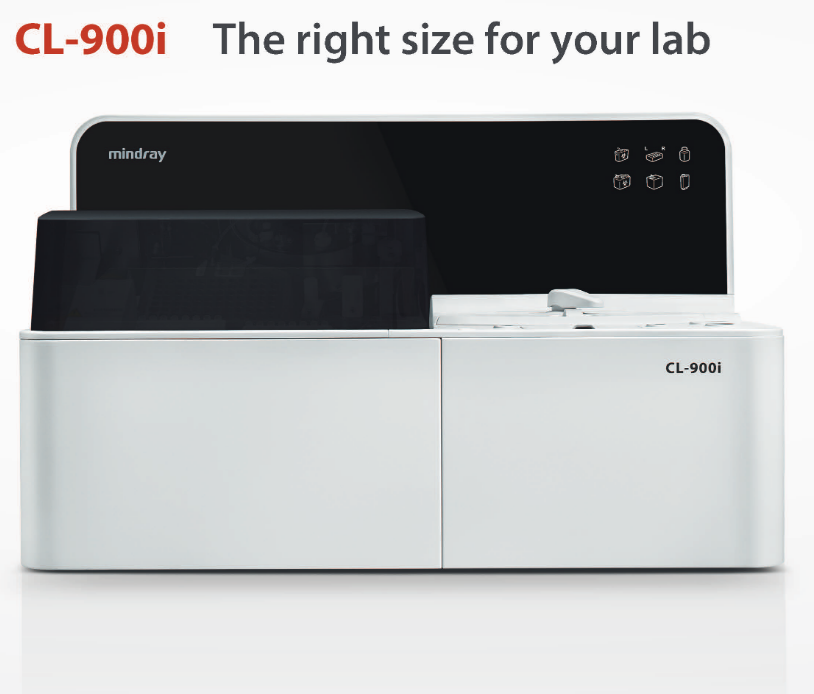 CL-900i The right size for your lab
mindray
L R
CL-900i